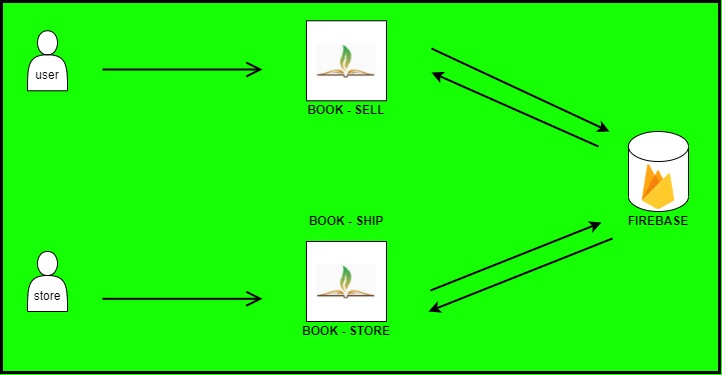 user
BOOK - SELL
FIREBASE
BOOK - SHIP
store
BOOK - STORE